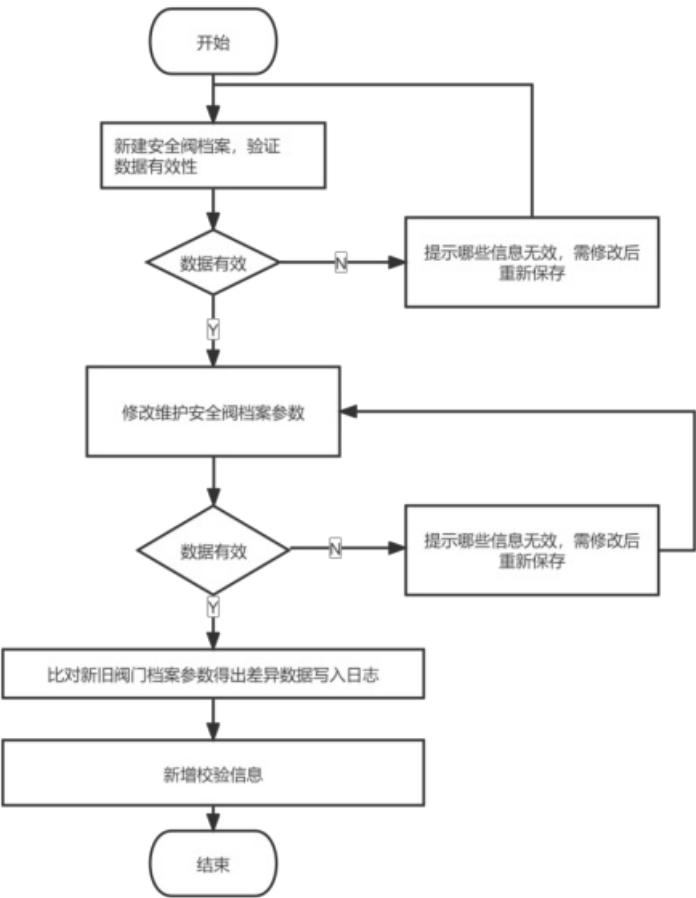 开始
新建安全阀档案，验证
数据有效性
数据有效
N
提示哪些信息无效，需修改后
重新保存
Y
修改维护安全阀档案参数
数据有效
N
提示哪些信息无效，需修改后
重新保存
Y
比对新旧阀门档案参数得出差异数据写入日志
新增校验信息
结束